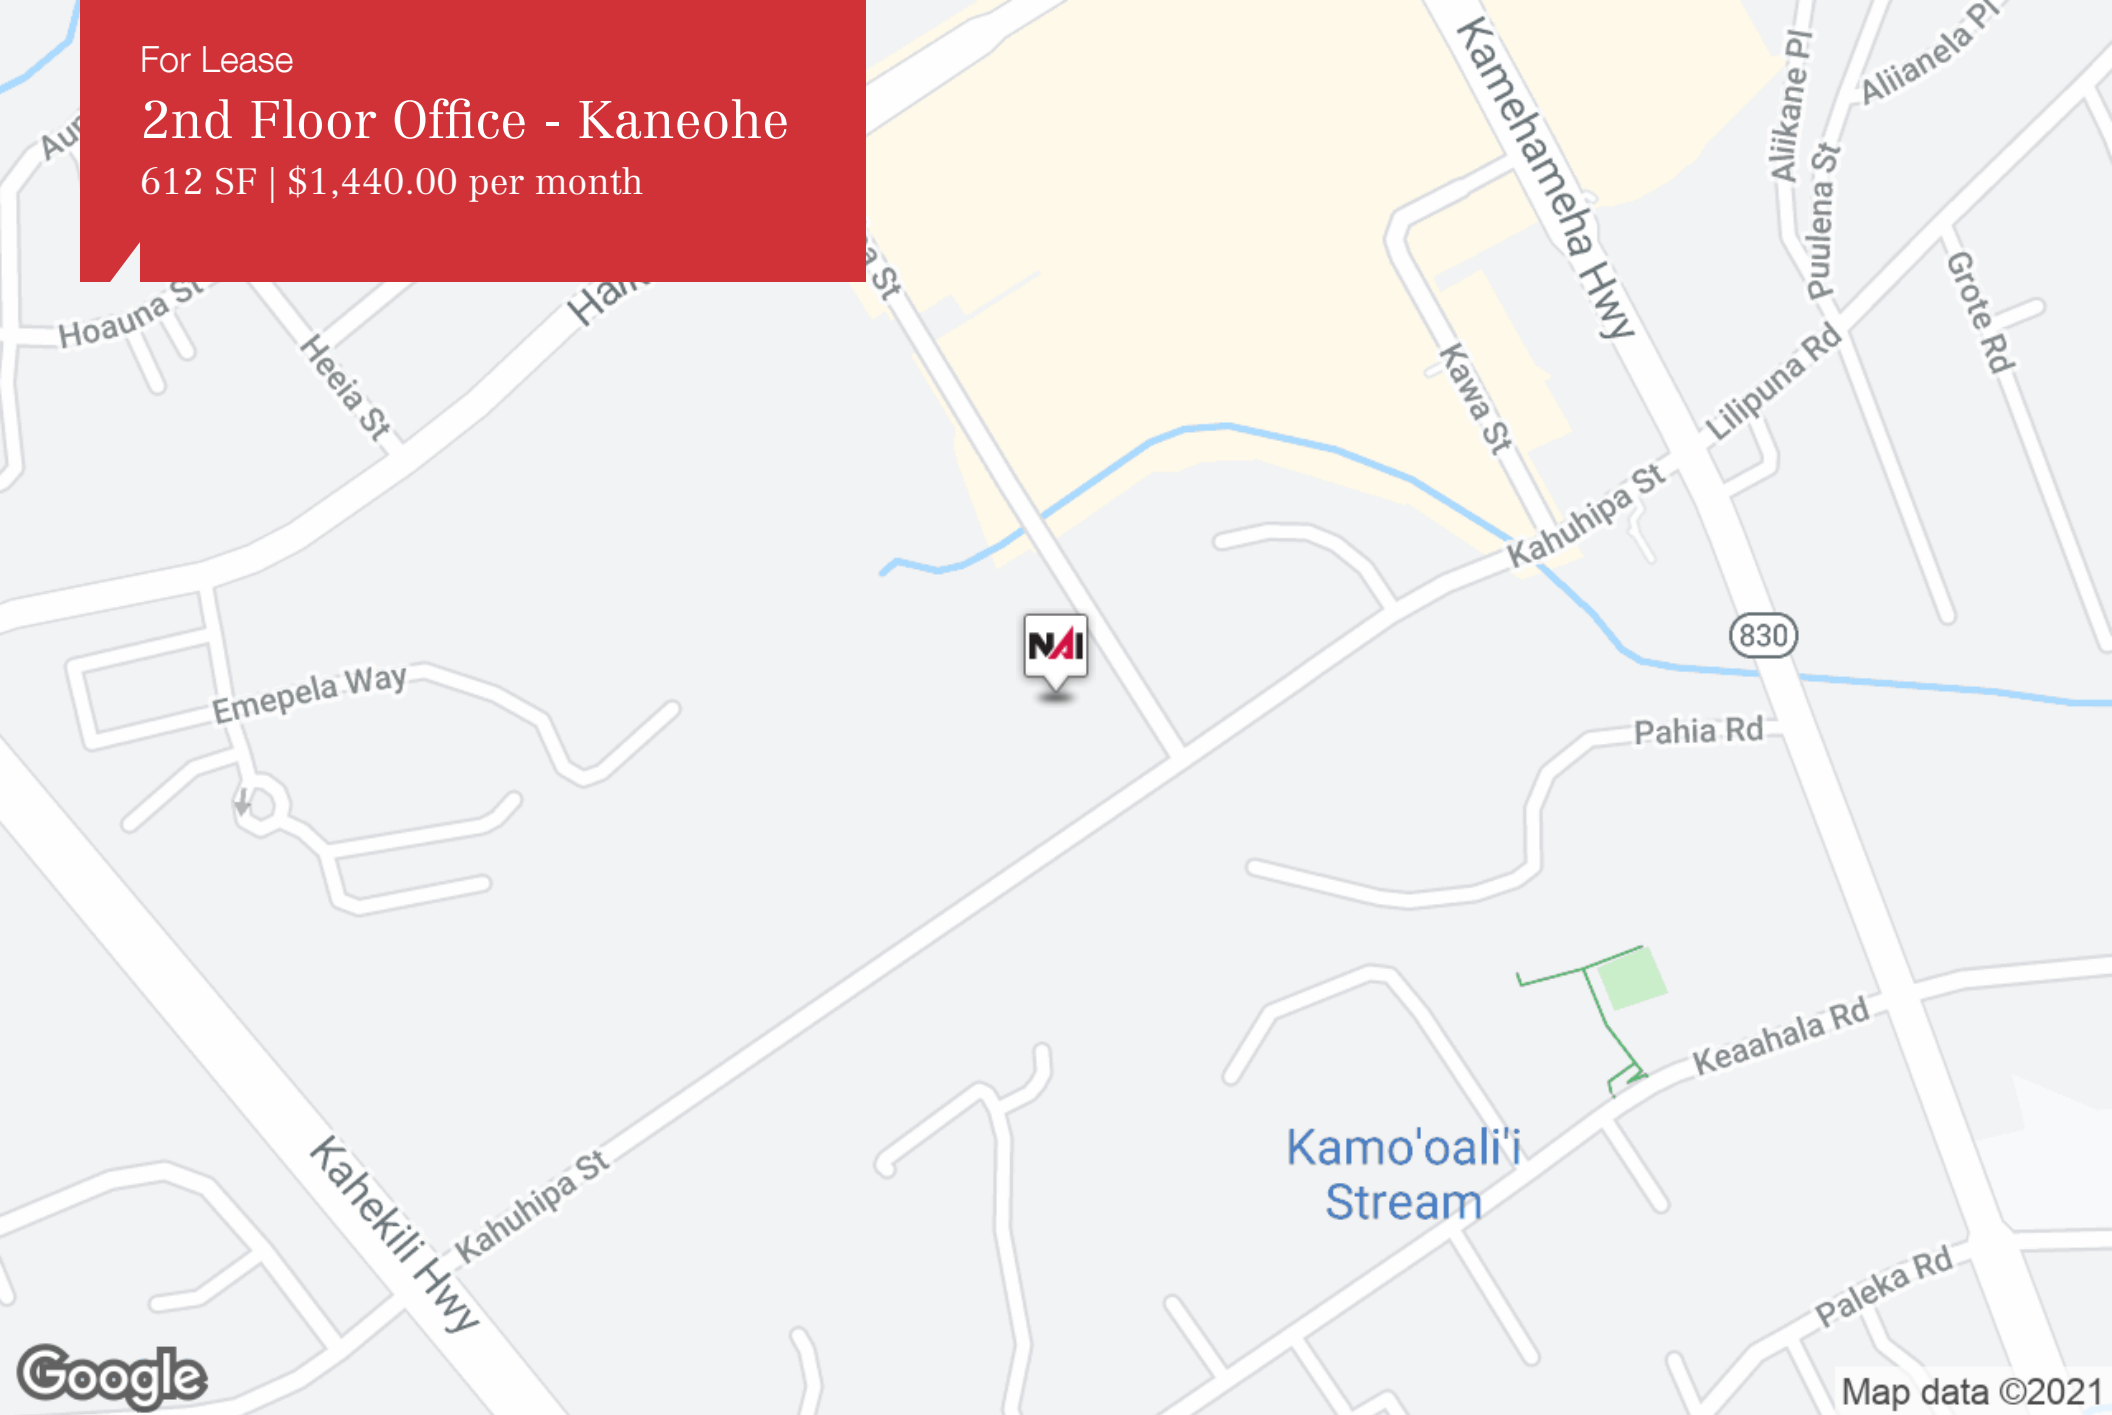 For Lease
2nd Floor Office - Kaneohe
612 SF | $1,440.00 per month
Kamehameha Hwy
Aliikane Pl
Aliianela Pl
Puulena St
St
Hoauna St
Heeia St
Grote Rd
Lilipuna Rd
Kawa St
Kahuhipa St
NAI
830
Emepela Way
Pahia Rd
Keaahala Rd
Kamo'oali'i
Stream
Kahuhipa St
Kahekili Hwy
Paleka Rd
Google
Map data ©2021